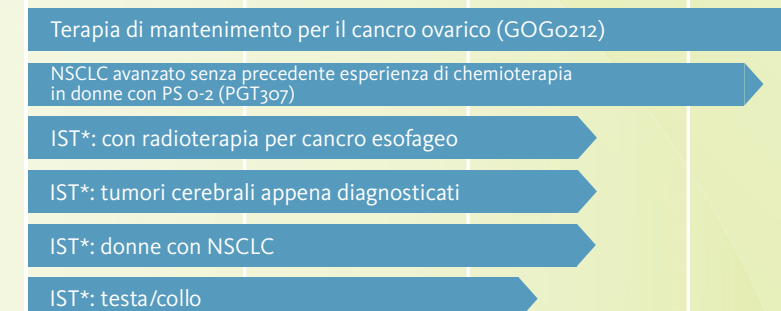 Terapia di mantenimento per il cancro ovarico (GOG0212)
NSCLC avanzato senza precedente esperienza di chemioterapia
in donne con PS 0-2 (PGT307)
IST*: con radioterapia per cancro esofageo
IST*: tumori cerebrali appena diagnosticati
IST*: donne con NSCLC
IST*: testa/collo